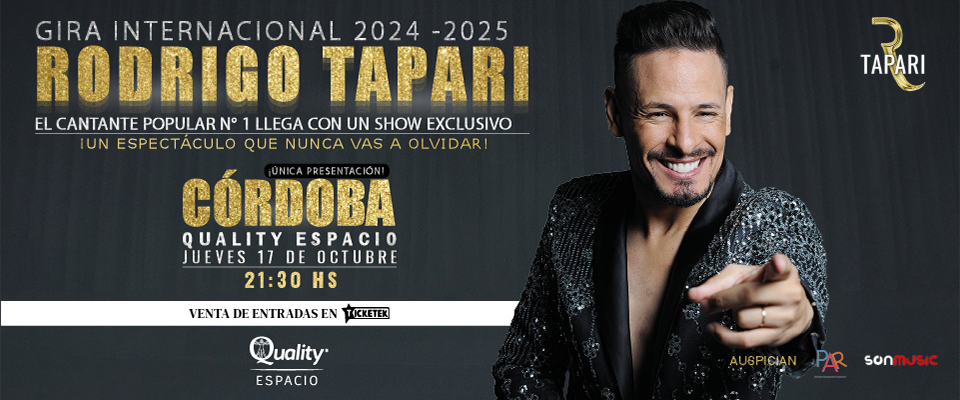 GIRA INTERNACIONAL 2024 -2025
RODRIGO TAPARI
EL CANTANTE POPULAR N° 1 LLEGA CON UN SHOW EXCLUSIVO
¡UN ESPECTÁCULO QUE NUNCA VAS A OLVIDAR!
¡ÚNICA PRESENTACIÓN!
CÓRDOBA
QUALITY ESPACIO
JUEVES 17 DE OCTUBRE
21:30 HS
VENTA DE ENTRADAS EN TICKETEK
Quality
ESPACIO
R
TAPARI
AUSPICIAN PAR sonmusic